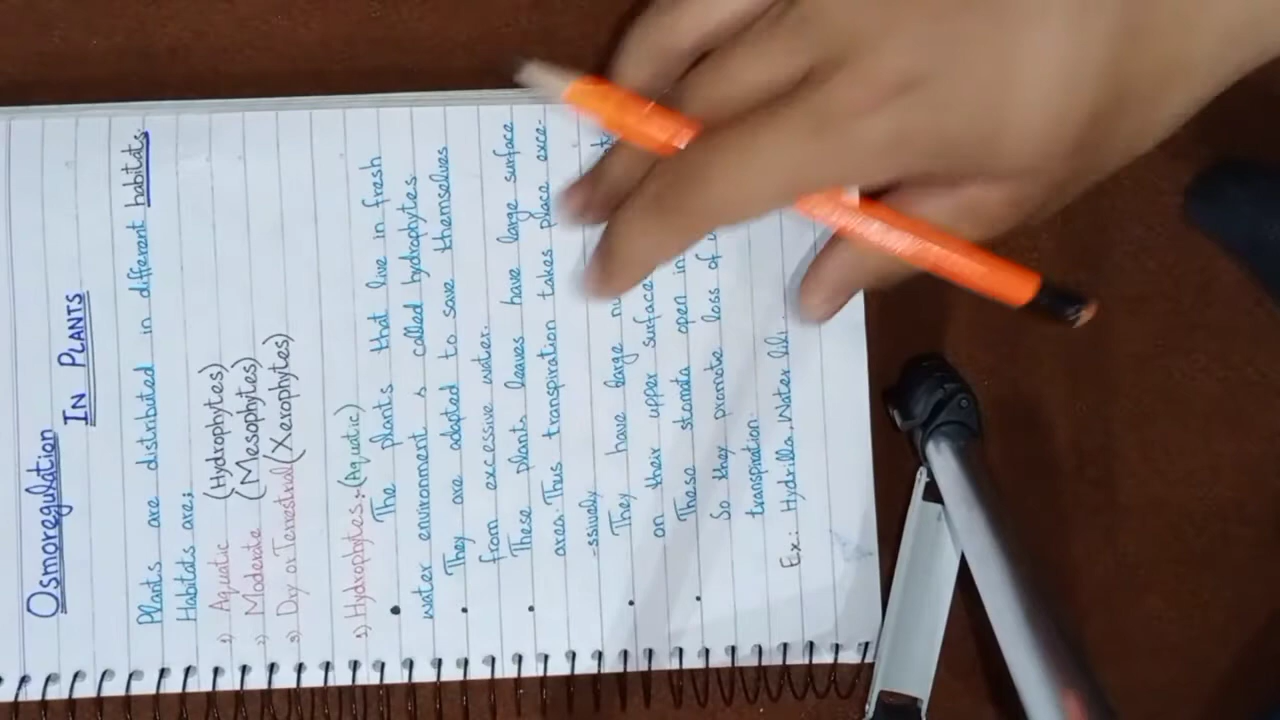 Osmoregulation
In PLANTS
Plants are distributed in different habitats.
Habitats are:
1) Aquatic (Hydrophytes)
2) Moderate (Mesophytes)
3) Dry or Terrestrial (Xerophytes)
1) Hydrophytes: (Aquatic)
• The plants that live in fresh
water environment, called hydrophytes.
• They are adapted to save themselves
from excessive water.
• These plants leaves have large surface
area. Thus transpiration takes place exce-
-ssively
• They have large
on their upper surface
• These stomata open in
So they promote loss of
transpiration.
Ex: Hydrilla, Water